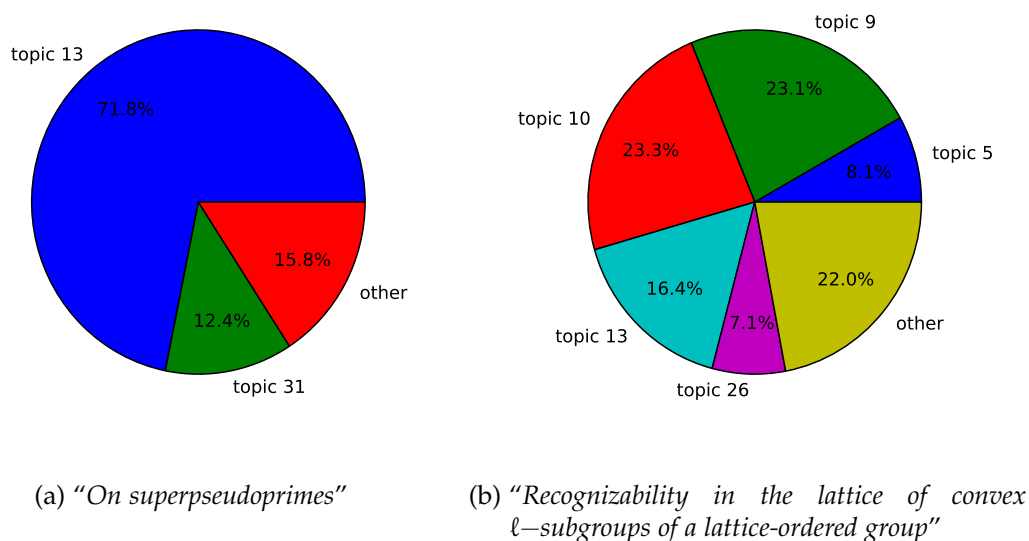 topic 13
71.8%
12.4%
15.8%
other
topic 31
topic 9
23.1%
topic 10
23.3%
topic 5
8.1%
16.4%
topic 13
7.1%
topic 26
22.0%
other
(a) “On superpseudoprimes”
(b) “Recognizability in the lattice of convex
ℓ−subgroups of a lattice-ordered group”